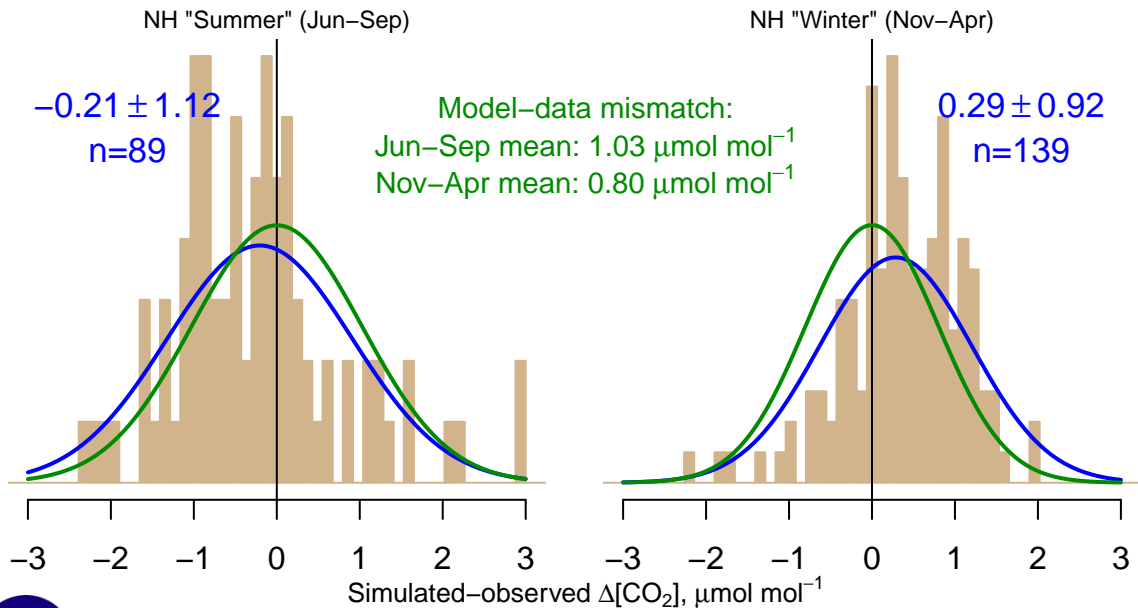 NH "Summer" (Jun−Sep)
−0.21 ± 1.12
n=89
Model−data mismatch:
Jun−Sep mean: 1.03 μmol mol⁻¹
Nov−Apr mean: 0.80 μmol mol⁻¹
NH "Winter" (Nov−Apr)
0.29 ± 0.92
n=139
−3 −2 −1 0 1 2 3
−3 −2 −1 0 1 2 3
Simulated−observed Δ[CO₂], μmol mol⁻¹